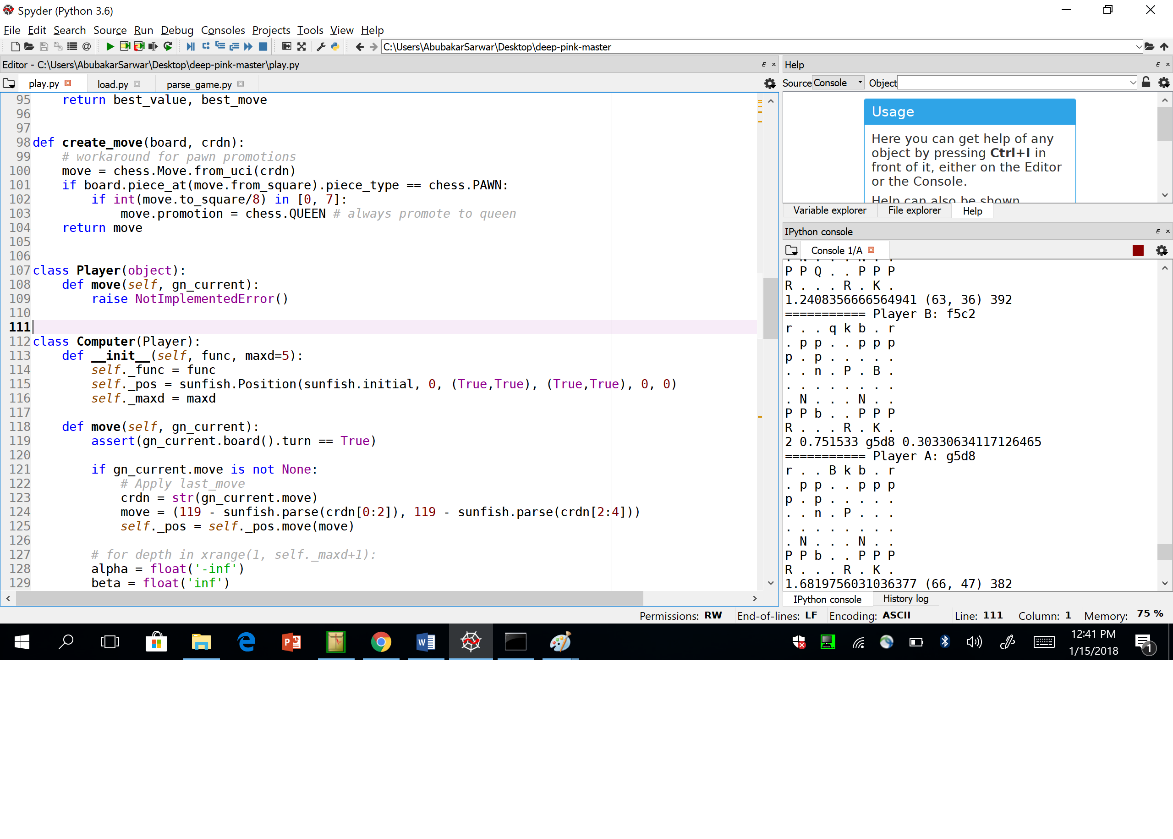 Spyder (Python 3.6)
File Edit Search Source Run Debug Consoles Projects Tools View Help
C:\Users\AbubakarSarwar\Desktop\deep-pink-master
Editor - C:\Users\AbubakarSarwar\Desktop\deep-pink-master\play.py
play.py load.py parse_game.py
95     return best_value, best_move
96
97
98 def create_move(board, crdn):
99     # workaround for pawn promotions
100     move = chess.Move.from_uci(crdn)
101     if board.piece_at(move.from_square).piece_type == chess.PAWN:
102         if int(move.to_square/8) in [0, 7]:
103             move.promotion = chess.QUEEN # always promote to queen
104     return move
105
106
107 class Player(object):
108     def move(self, gn_current):
109         raise NotImplementedError()
110
111
112 class Computer(Player):
113     def __init__(self, func, maxd=5):
114         self._func = func
115         self._pos = sunfish.Position(sunfish.initial, 0, (True,True), (True,True), 0, 0)
116         self._maxd = maxd
117
118     def move(self, gn_current):
119         assert(gn_current.board().turn == True)
120
121         if gn_current.move is not None:
122             # Apply last_move
123             crdn = str(gn_current.move)
124             move = (119 - sunfish.parse(crdn[0:2]), 119 - sunfish.parse(crdn[2:4]))
125             self._pos = self._pos.move(move)
126
127         # for depth in xrange(1, self._maxd+1):
128         alpha = float('-inf')
129         beta = float('inf')
Help
Source Console Object
Usage
Here you can get help of any
object by pressing Ctrl+I in
front of it, either on the Editor
or the Console.
Help can also be shown
Variable explorer File explorer Help
IPython console
Console 1/A
P P Q . . P P P
R . . . R . K .
1.2408356666564941 (63, 36) 392
=========== Player B: f5c2
r . . q k b . r
. p p . . p p p
p . p . . . . .
. . n . P . B .
. . . . . . . .
. N . . . N . .
P P b . . P P P
R . . . R . K .
2 0.751533 g5d8 0.30330634117126465
=========== Player A: g5d8
r . . B k b . r
. p p . . p p p
p . p . . . . .
. . n . P . . .
. . . . . . . .
. N . . . N . .
P P b . . P P P
R . . . R . K .
1.6819756031036377 (66, 47) 382
IPython console History log
Permissions: RW End-of-lines: LF Encoding: ASCII Line: 111 Column: 1 Memory: 75 %
12:41 PM
1/15/2018
1